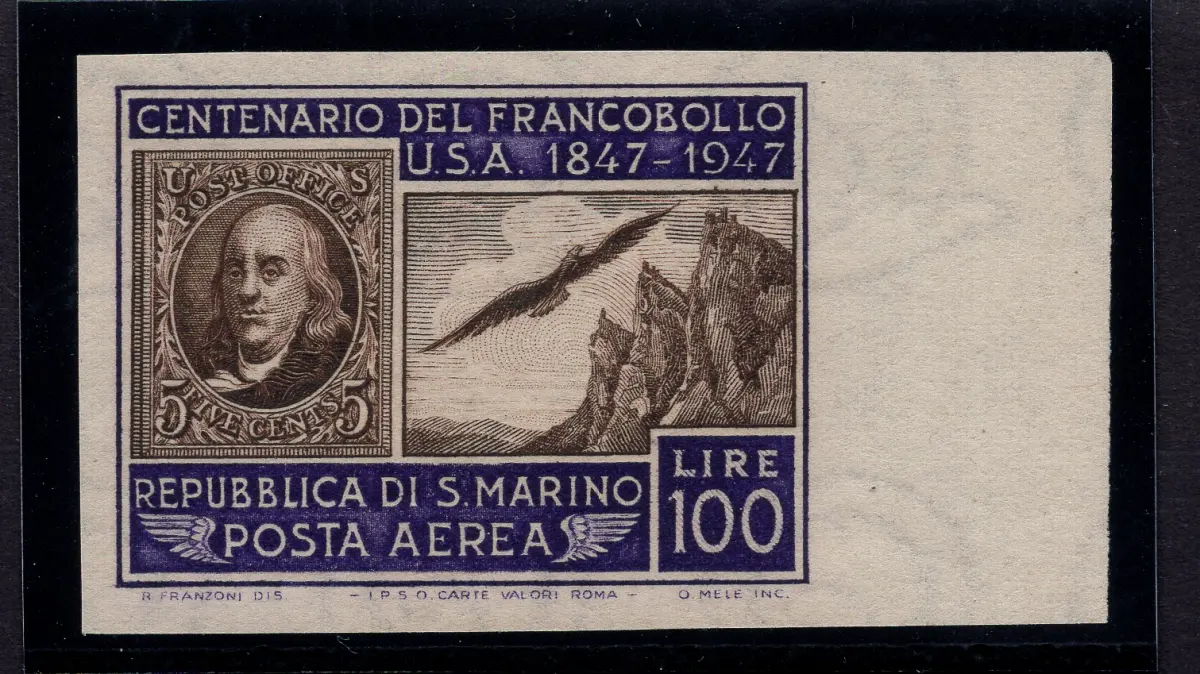 CENTENARIO DEL FRANCOBOLLO
U.S.A. 1847-1947
U S
POST OFFICE
5 FIVE CENTS 5
REPUBBLICA DI S. MARINO
POSTA AEREA
LIRE
100
R. FRANZONI DIS. – I.P.S.O. CARTE VALORI ROMA – O. MELE INC.